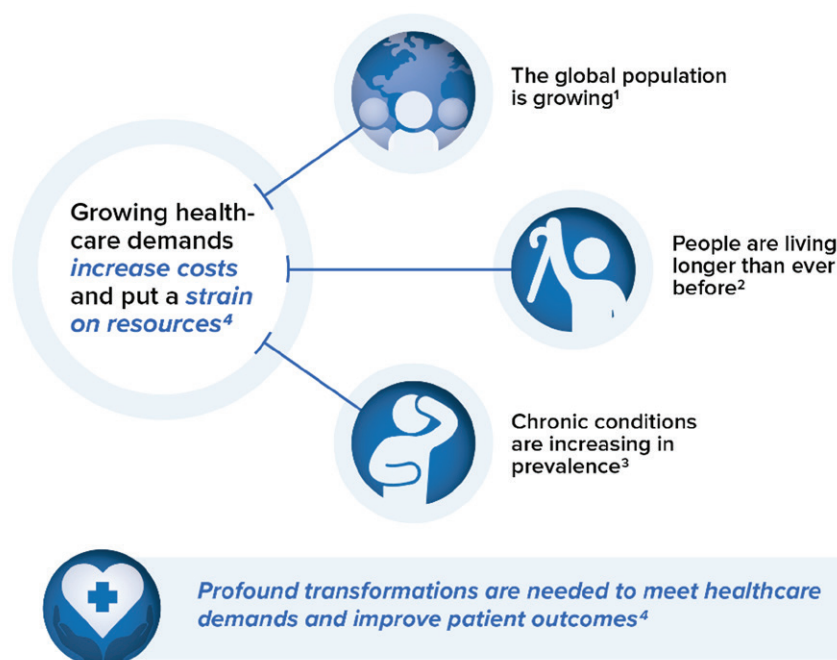 The global population
is growing¹
Growing health-
care demands
increase costs
and put a strain
on resources⁴
People are living
longer than ever
before²
Chronic conditions
are increasing in
prevalence³
Profound transformations are needed to meet healthcare
demands and improve patient outcomes⁴